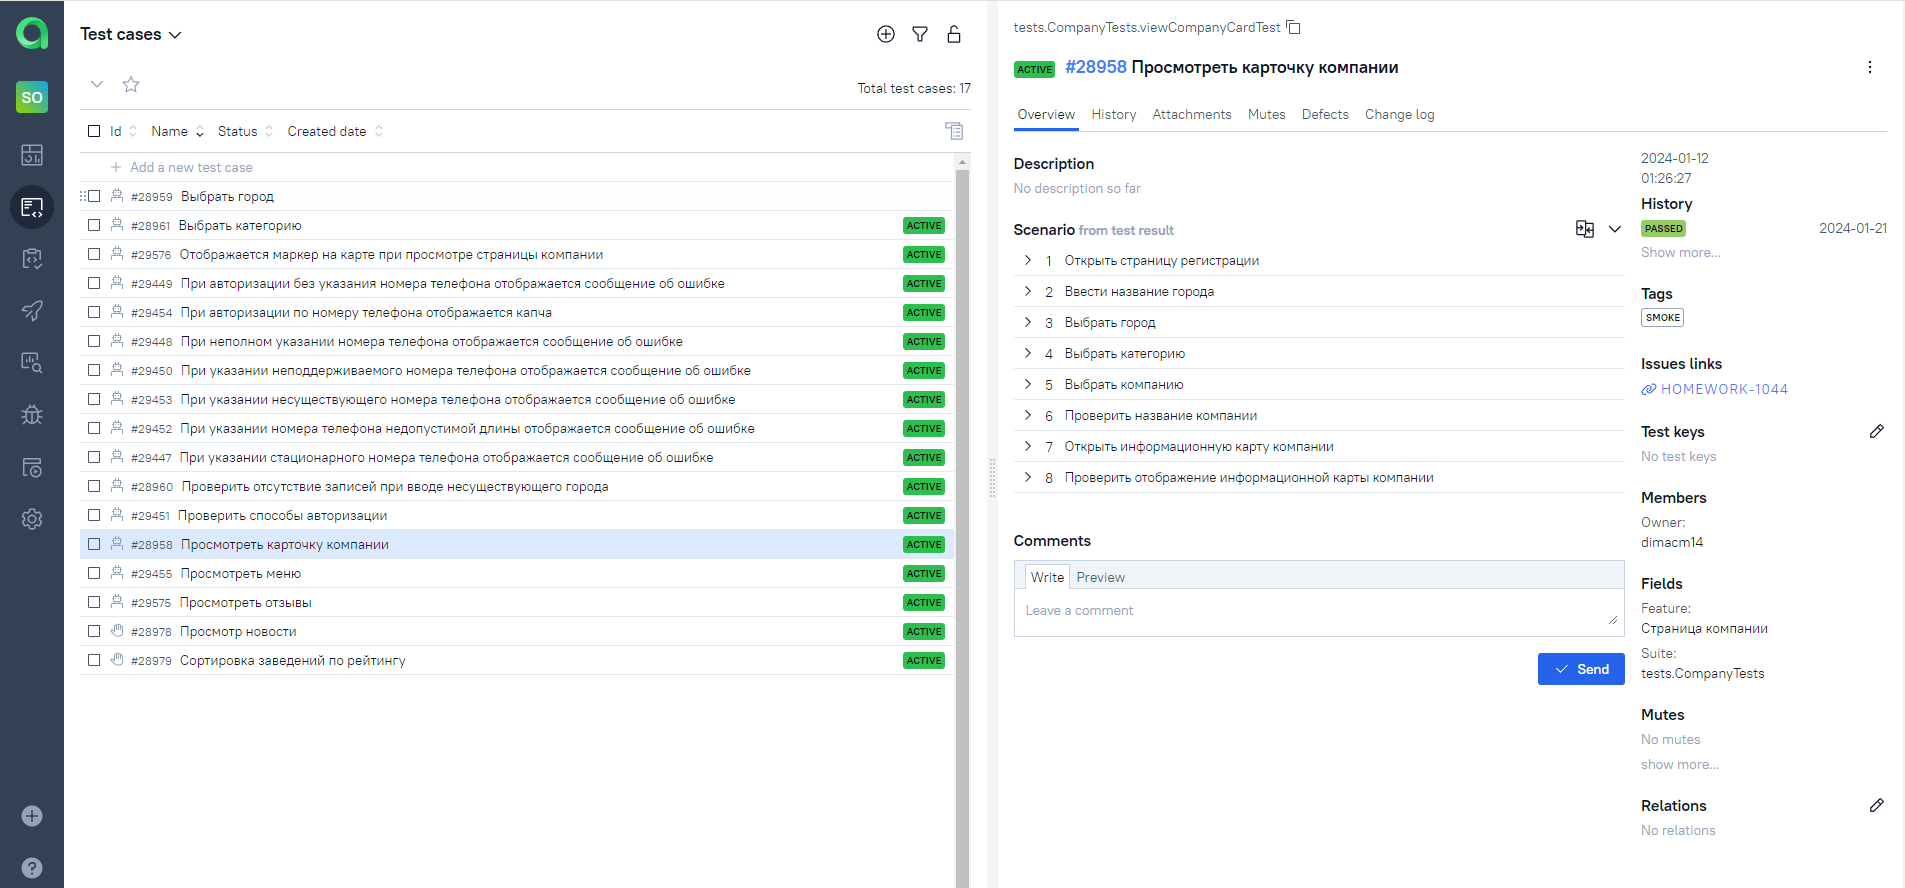 SO
Test cases
Total test cases: 17
Id Name Status Created date
+ Add a new test case
#28959 Выбрать город
#28961 Выбрать категорию ACTIVE
#29576 Отображается маркер на карте при просмотре страницы компании ACTIVE
#29449 При авторизации без указания номера телефона отображается сообщение об ошибке ACTIVE
#29454 При авторизации по номеру телефона отображается капча ACTIVE
#29448 При неполном указании номера телефона отображается сообщение об ошибке ACTIVE
#29450 При указании неподдерживаемого номера телефона отображается сообщение об ошибке ACTIVE
#29453 При указании несуществующего номера телефона отображается сообщение об ошибке ACTIVE
#29452 При указании номера телефона недопустимой длины отображается сообщение об ошибке ACTIVE
#29447 При указании стационарного номера телефона отображается сообщение об ошибке ACTIVE
#28960 Проверить отсутствие записей при вводе несуществующего города ACTIVE
#29451 Проверить способы авторизации ACTIVE
#28958 Просмотреть карточку компании ACTIVE
#29455 Просмотреть меню ACTIVE
#29575 Просмотреть отзывы ACTIVE
#28978 Просмотр новости ACTIVE
#28979 Сортировка заведений по рейтингу ACTIVE
tests.CompanyTests.viewCompanyCardTest
ACTIVE #28958 Просмотреть карточку компании
Overview History Attachments Mutes Defects Change log
Description
No description so far
Scenario from test result
1 Открыть страницу регистрации
2 Ввести название города
3 Выбрать город
4 Выбрать категорию
5 Выбрать компанию
6 Проверить название компании
7 Открыть информационную карту компании
8 Проверить отображение информационной карты компании
Comments
Write Preview
Leave a comment
Send
2024-01-12
01:26:27
History
PASSED 2024-01-21
Show more...
Tags
SMOKE
Issues links
HOMEWORK-1044
Test keys
No test keys
Members
Owner:
dimacm14
Fields
Feature:
Страница компании
Suite:
tests.CompanyTests
Mutes
No mutes
show more...
Relations
No relations